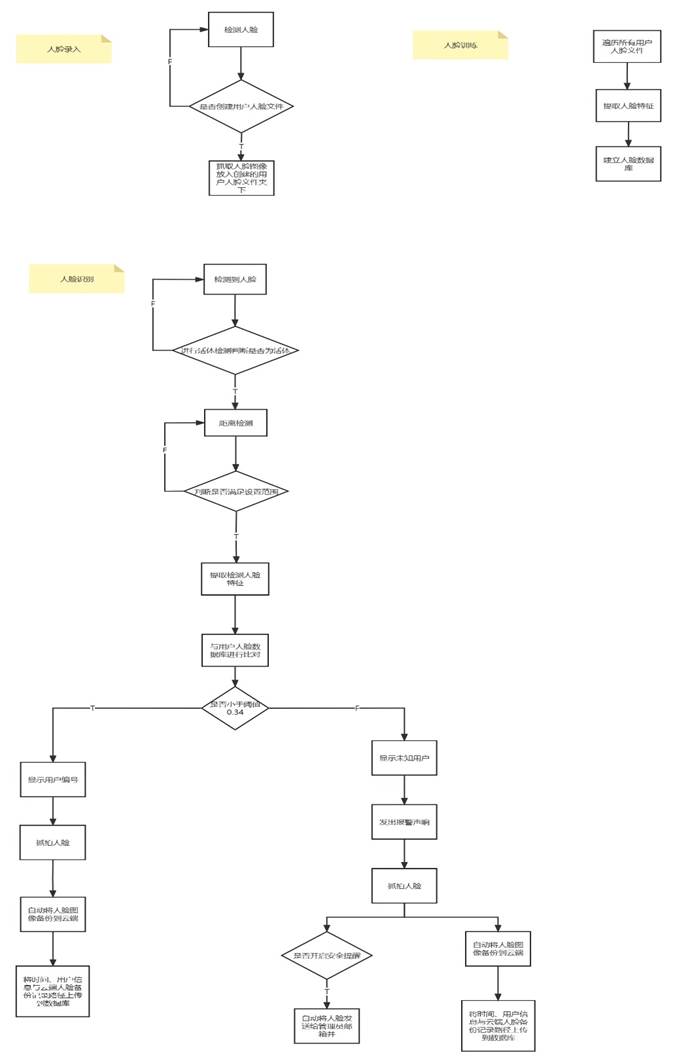 人脸录入
检测人脸
F
是否创建用户人脸文件
T
抓取人脸图像
放入创建的用
户人脸文件夹
下
人脸训练
遍历所有用户
人脸文件
提取人脸特征
建立人脸数据
库
人脸识别
检测到人脸
F
进行活体检测判断是否为活体
T
距离检测
F
判断是否满足设置范围
T
提取检测人脸
特征
与用户人脸数
据库进行比对
是否小于阈值
0.34
T
F
显示用户编号
抓拍人脸
自动将人脸图
像备份到云端
将时间、用户信
息与云端人脸备
份记录路径上传
到数据库
显示未知用户
发出报警声响
抓拍人脸
是否开启安全提醒
T
自动将人脸发
送给管理员邮
箱并
自动将人脸图
像备份到云端
将时间、用户信
息与云端人脸备
份记录路径上传
到数据库